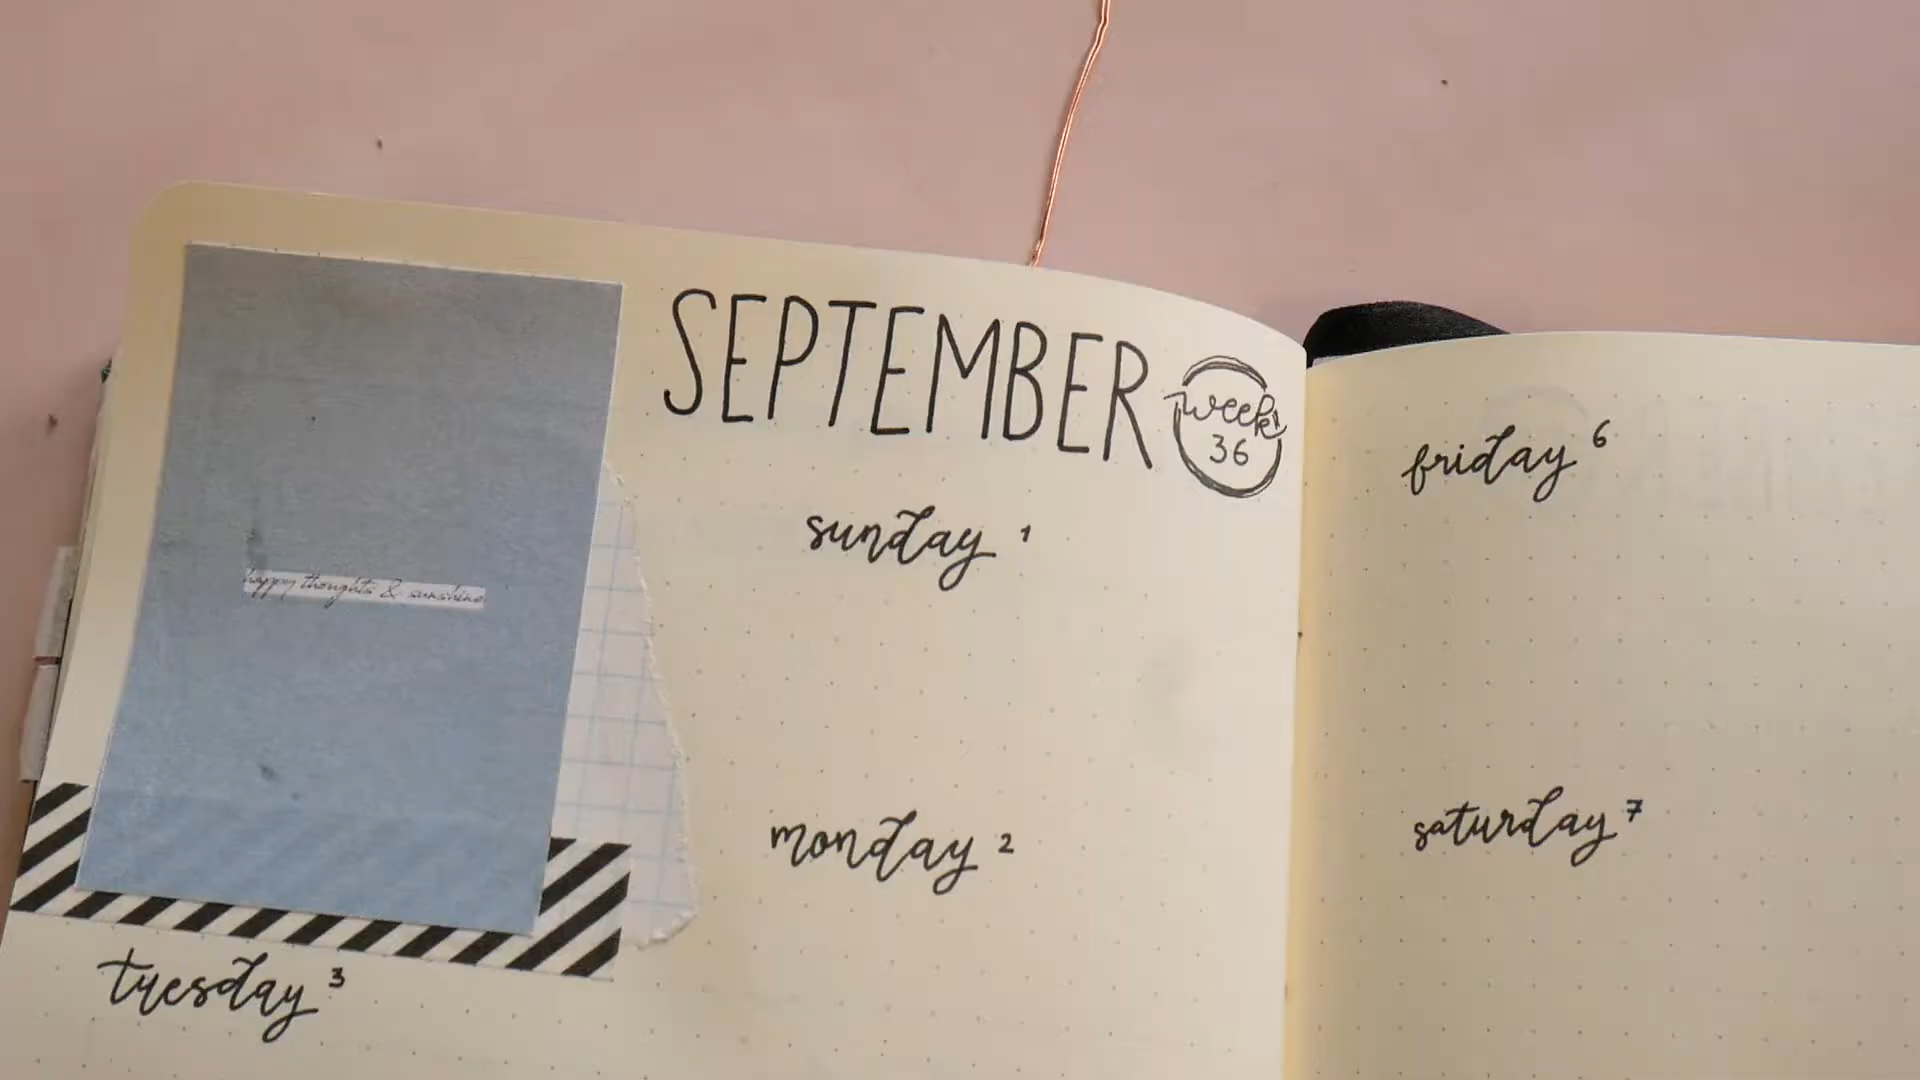 SEPTEMBER
week
36
happy thoughts & sunshine
sunday 1
monday 2
tuesday 3
friday 6
saturday 7